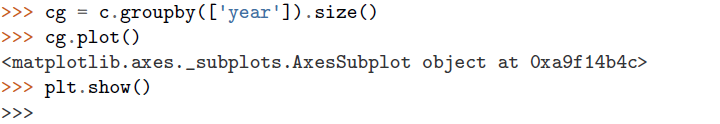 >>> cg = c.groupby(['year']).size()
>>> cg.plot()
<matplotlib.axes._subplots.AxesSubplot object at 0xa9f14b4c>
>>> plt.show()
>>>